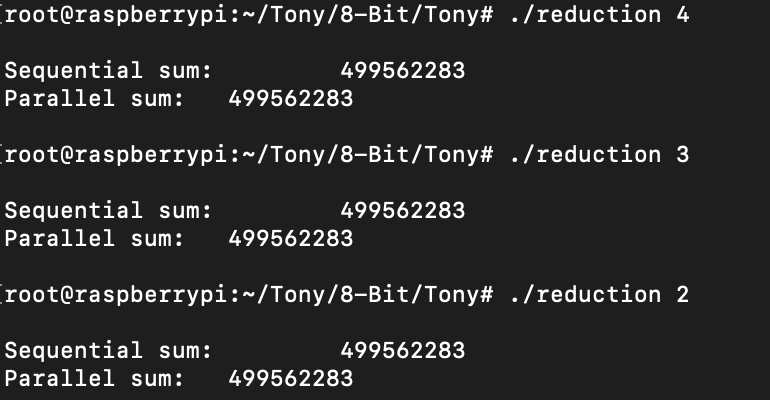 [root@raspberrypi:~/Tony/8-Bit/Tony# ./reduction 4
Sequential sum: 499562283
Parallel sum: 499562283
[root@raspberrypi:~/Tony/8-Bit/Tony# ./reduction 3
Sequential sum: 499562283
Parallel sum: 499562283
[root@raspberrypi:~/Tony/8-Bit/Tony# ./reduction 2
Sequential sum: 499562283
Parallel sum: 499562283